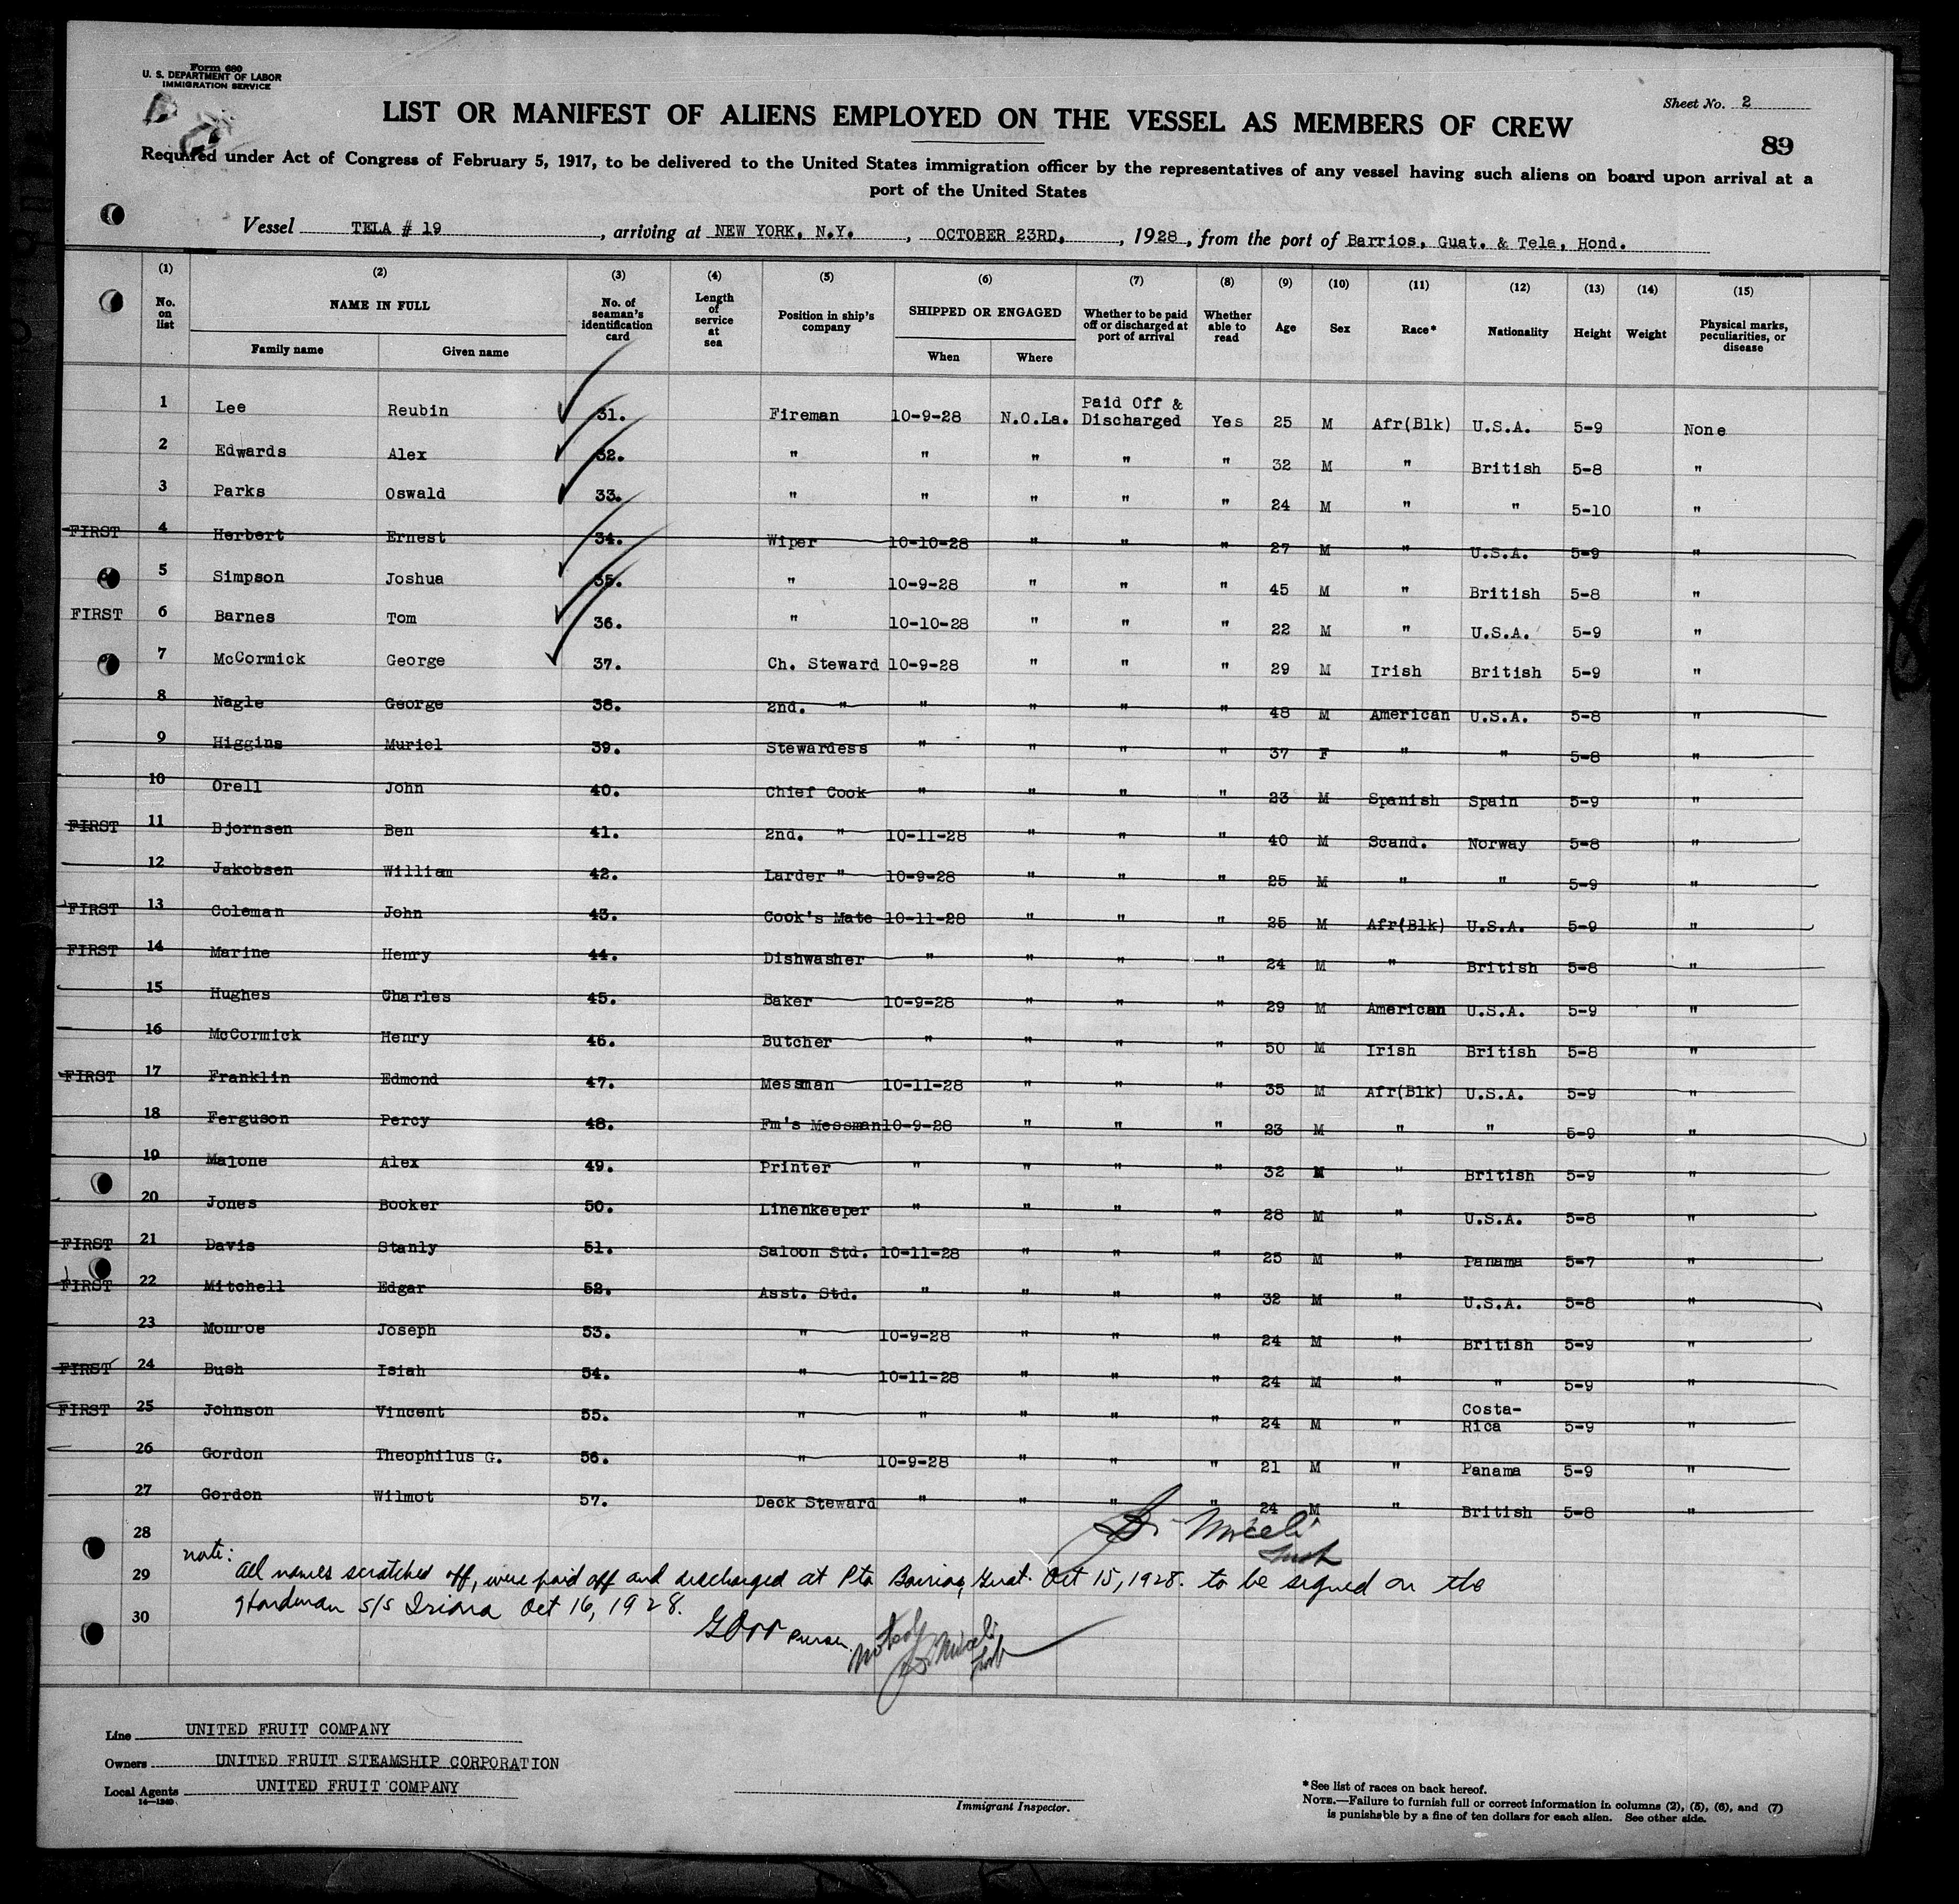 Form 680
U. S. DEPARTMENT OF LABOR
IMMIGRATION SERVICE
Sheet No. 2
LIST OR MANIFEST OF ALIENS EMPLOYED ON THE VESSEL AS MEMBERS OF CREW
89
Required under Act of Congress of February 5, 1917, to be delivered to the United States immigration officer by the representatives of any vessel having such aliens on board upon arrival at a
port of the United States
Vessel TELA # 19, arriving at NEW YORK, N.Y., OCTOBER 23RD, 1928, from the port of Barrios, Guat. & Tela, Hond.
(1) (2) (3) (4) (5) (6) (7) (8) (9) (10) (11) (12) (13) (14) (15)
No. on list NAME IN FULL No. of seaman's identification card Length of service at sea Position in ship's company SHIPPED OR ENGAGED Whether to be paid off or discharged at port of arrival Whether able to read Age Sex Race* Nationality Height Weight Physical marks, peculiarities, or disease
Family name Given name When Where
1 Lee Reubin 31. Fireman 10-9-28 N.O.La. Paid Off & Discharged Yes 25 M Afr(Blk) U.S.A. 5-9 None
2 Edwards Alex 32. " " " " " 32 M " British 5-8 "
3 Parks Oswald 33. " " " " " 24 M " " 5-10 "
FIRST 4 Herbert Ernest 34. Wiper 10-10-28 " " " 27 M " U.S.A. 5-9 "
5 Simpson Joshua 35. " 10-9-28 " " " 45 M " British 5-8 "
FIRST 6 Barnes Tom 36. " 10-10-28 " " " 22 M " U.S.A. 5-9 "
7 McCormick George 37. Ch. Steward 10-9-28 " " " 29 M Irish British 5-9 "
8 Nagle George 38. 2nd. " " " " " 48 M American U.S.A. 5-8 "
9 Higgins Muriel 39. Stewardess " " " " 37 F " " 5-8 "
10 Orell John 40. Chief Cook " " " " 23 M Spanish Spain 5-9 "
FIRST 11 Bjornsen Ben 41. 2nd. " 10-11-28 " " " 40 M Scand. Norway 5-8 "
12 Jakobsen William 42. Larder " 10-9-28 " " " 25 M " " 5-9 "
FIRST 13 Coleman John 43. Cook's Mate 10-11-28 " " " 25 M Afr(Blk) U.S.A. 5-9 "
FIRST 14 Marine Henry 44. Dishwasher " " " " 24 M " British 5-8 "
15 Hughes Charles 45. Baker 10-9-28 " " " 29 M American U.S.A. 5-9 "
16 McCormick Henry 46. Butcher " " " " 50 M Irish British 5-8 "
FIRST 17 Franklin Edmond 47. Messman 10-11-28 " " " 35 M Afr(Blk) U.S.A. 5-9 "
18 Ferguson Percy 48. Fm's Messman 10-9-28 " " " 23 M " " 5-9 "
19 Malone Alex 49. Printer " " " " 32 M " British 5-9 "
20 Jones Booker 50. Linenkeeper " " " " 28 M " U.S.A. 5-8 "
FIRST 21 Davis Stanly 51. Saloon Std. 10-11-28 " " " 25 M " Panama 5-7 "
FIRST 22 Mitchell Edgar 52. Asst. Std. " " " " 32 M " U.S.A. 5-8 "
23 Monroe Joseph 53. " 10-9-28 " " " 24 M " British 5-9 "
FIRST 24 Bush Isiah 54. " 10-11-28 " " " 24 M " " 5-9 "
FIRST 25 Johnson Vincent 55. " " " " " 24 M " Costa-Rica 5-9 "
26 Gordon Theophilus G. 56. " 10-9-28 " " " 21 M " Panama 5-9 "
27 Gordon Wilmot 57. Deck Steward " " " " 24 M " British 5-8 "
28
Miceli
note:
29 all names scratched off, were paid off and discharged at Pto Barrios, Guat. Oct 15, 1928. to be signed on the
30 Honduran S/S Iriona Oct 16, 1928.
Purser
Miceli
Line UNITED FRUIT COMPANY
Owners UNITED FRUIT STEAMSHIP CORPORATION
Local Agents UNITED FRUIT COMPANY
14—1240
Immigrant Inspector.
*See list of races on back hereof.
NOTE.—Failure to furnish full or correct information in columns (2), (5), (6), and (7)
is punishable by a fine of ten dollars for each alien. See other side.